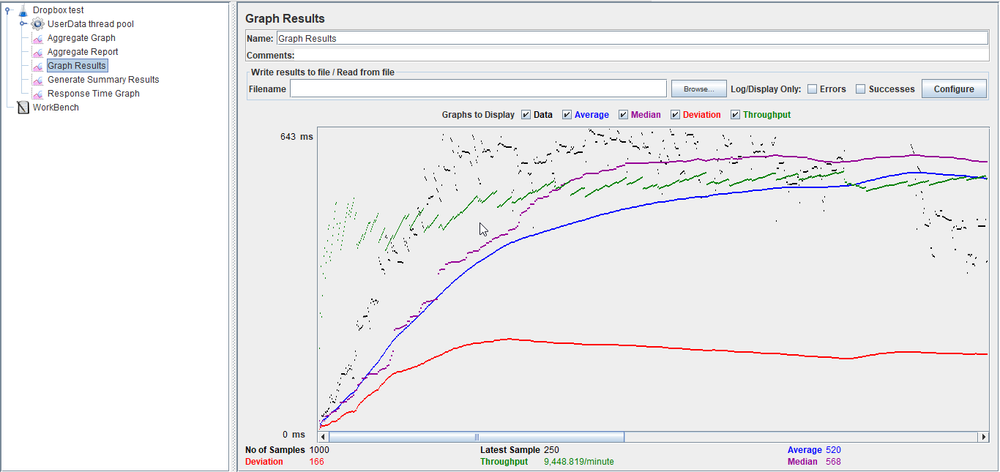 Dropbox test
UserData thread pool
Aggregate Graph
Aggregate Report
Graph Results
Generate Summary Results
Response Time Graph
WorkBench
Graph Results
Name: Graph Results
Comments:
Write results to file / Read from file
Filename Browse... Log/Display Only: Errors Successes Configure
Graphs to Display Data Average Median Deviation Throughput
643 ms
0 ms
No of Samples 1000 Latest Sample 250 Average 520
Deviation 166 Throughput 9,448.819/minute Median 568